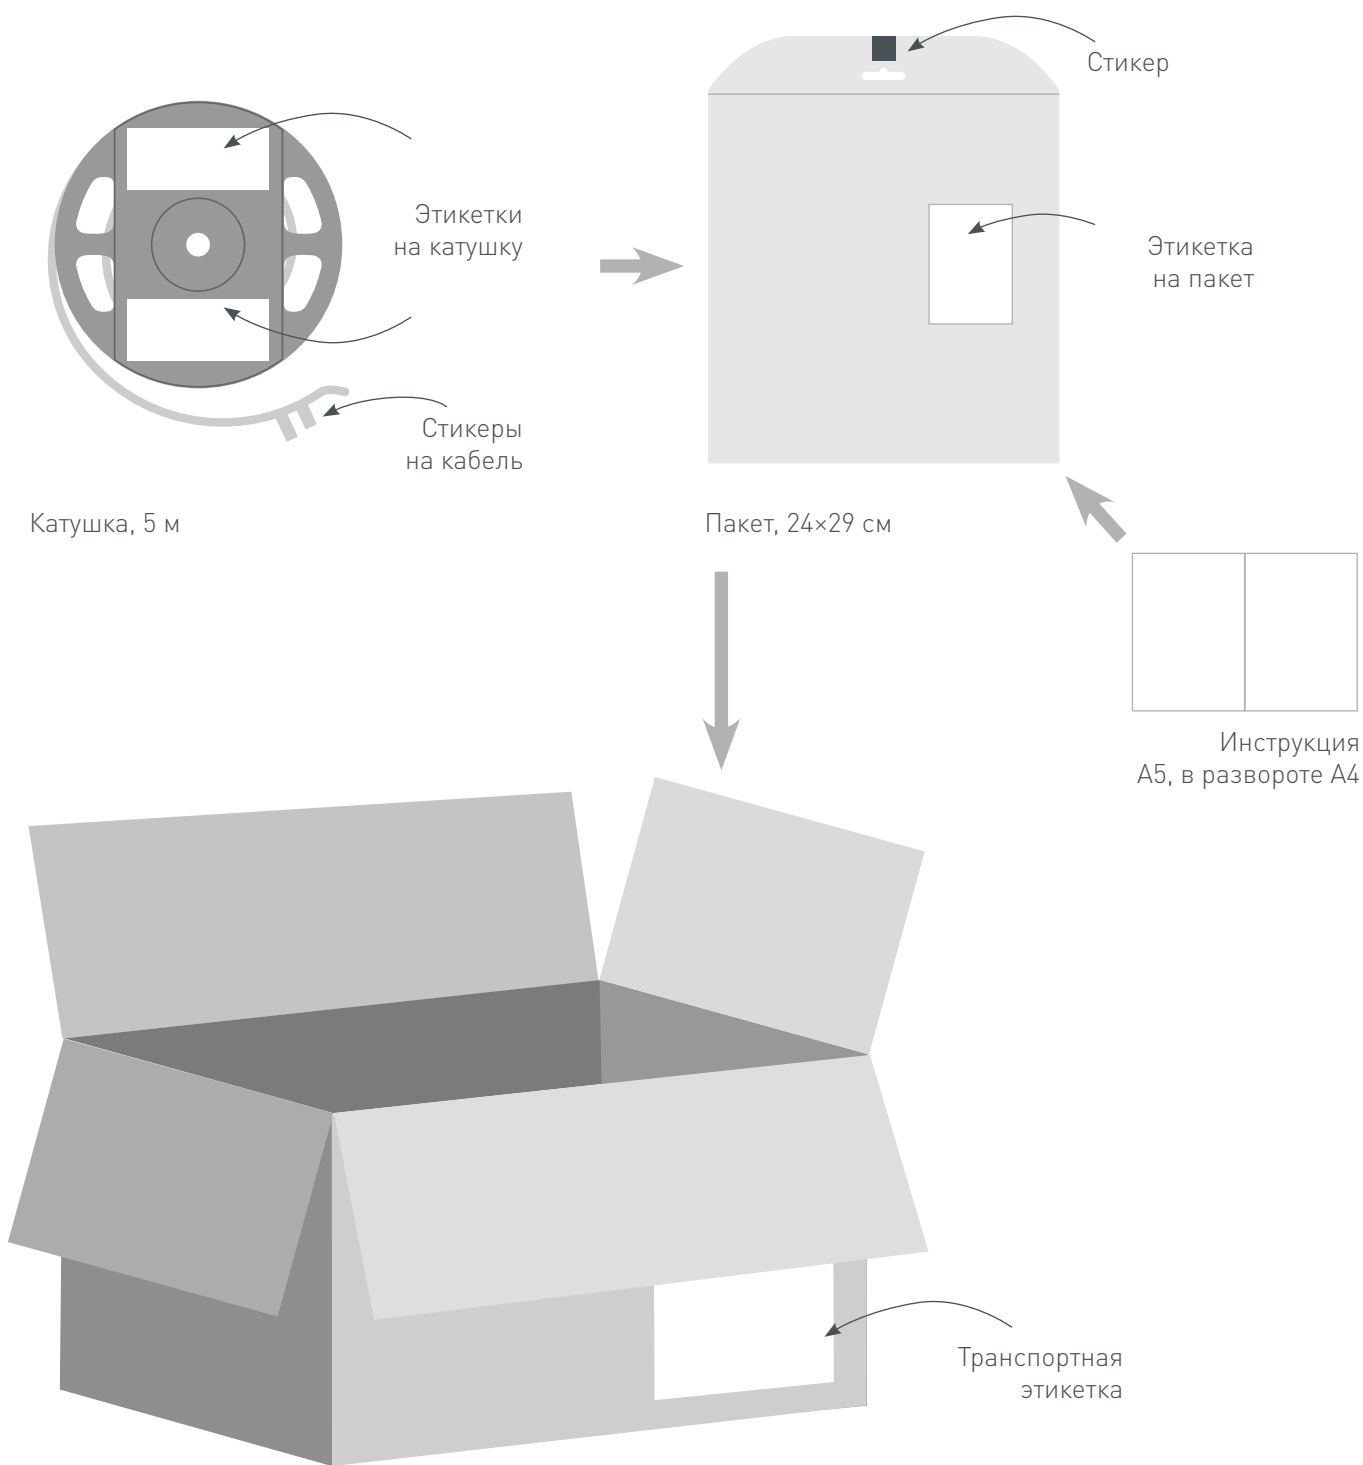 Стикер
Этикетки
на катушку
Этикетка
на пакет
Стикеры
на кабель
Катушка, 5 м
Пакет, 24×29 см
Инструкция
А5, в развороте А4
Транспортная
этикетка